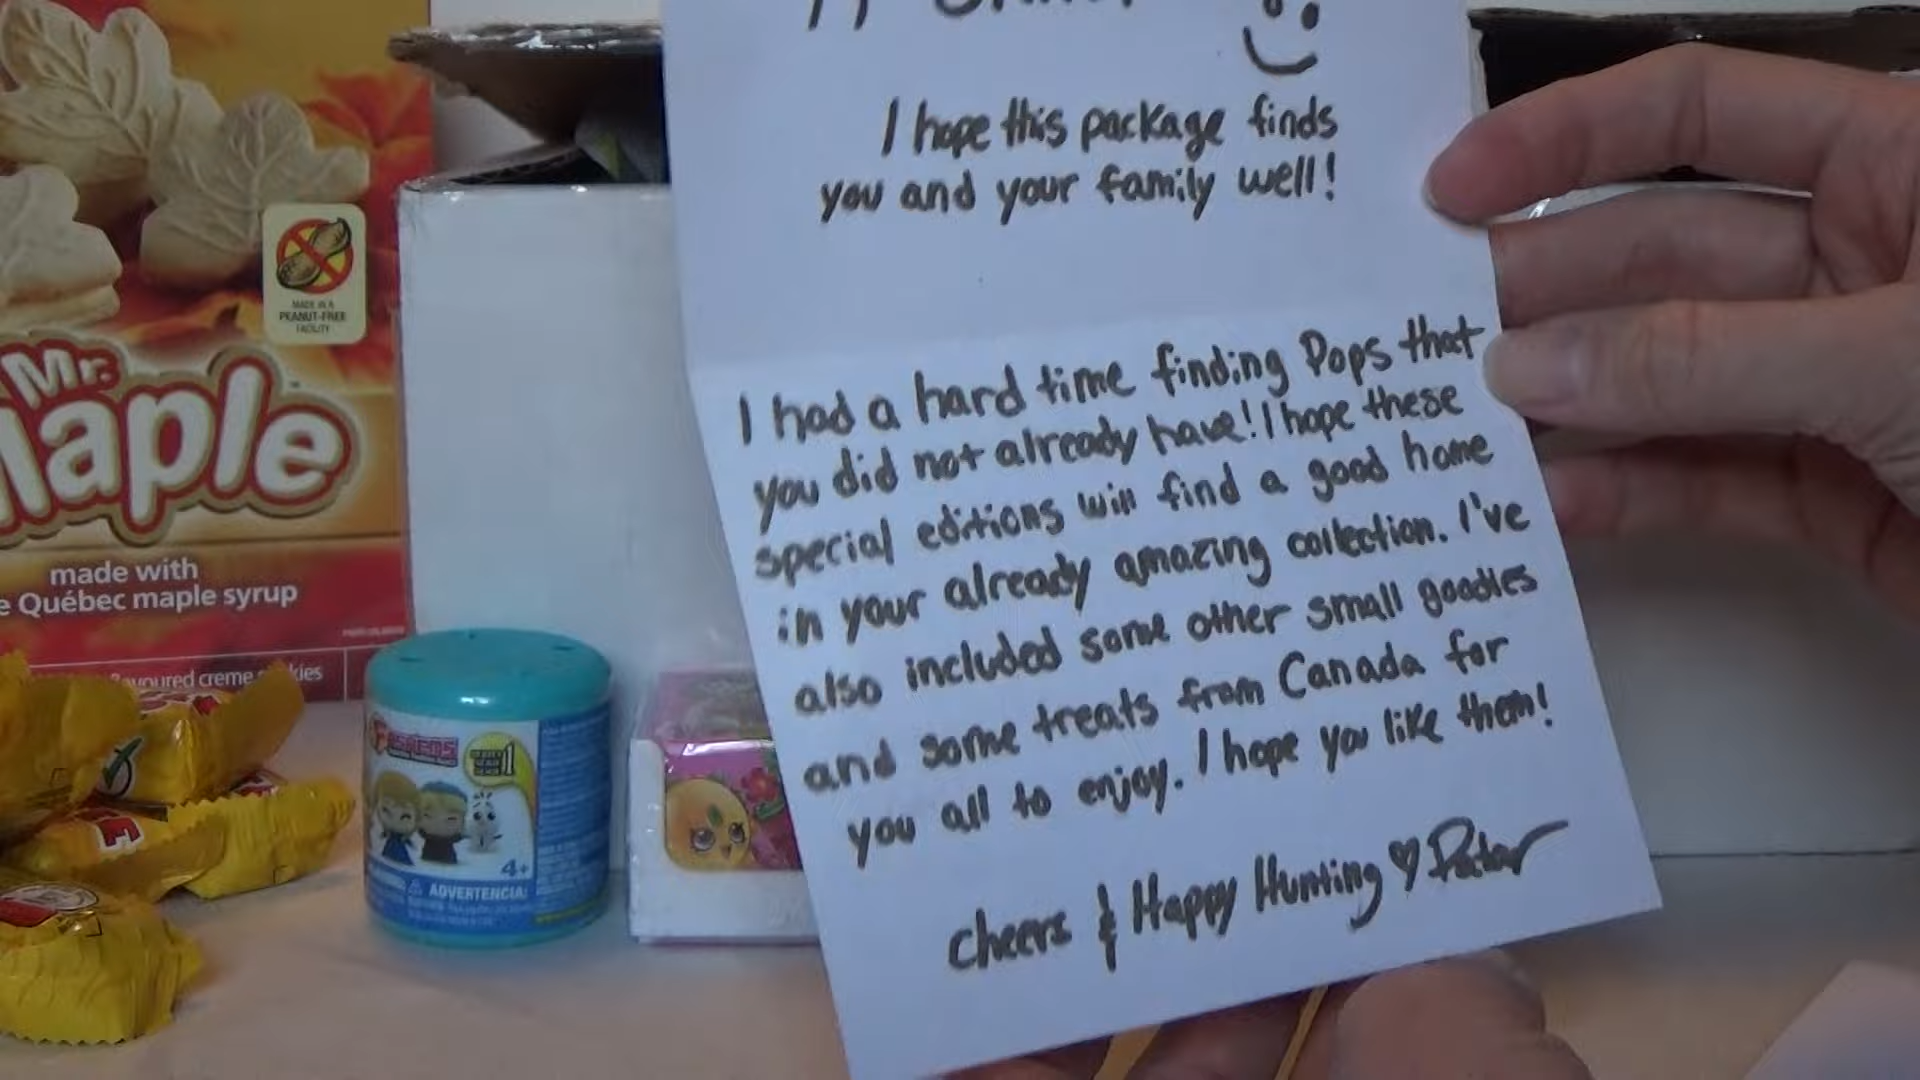 I hope this package finds
you and your family well!
I had a hard time finding Pops that
you did not already have! I hope these
special editions will find a good home
in your already amazing collection. I've
also included some other small goodies
and some treats from Canada for
you all to enjoy. I hope you like them!
cheers & Happy Hunting
MADE IN A
PEANUT-FREE
FACILITY
Mr.
Maple
made with
Québec maple syrup
flavoured creme cookies
1
4+
ADVERTENCIA: